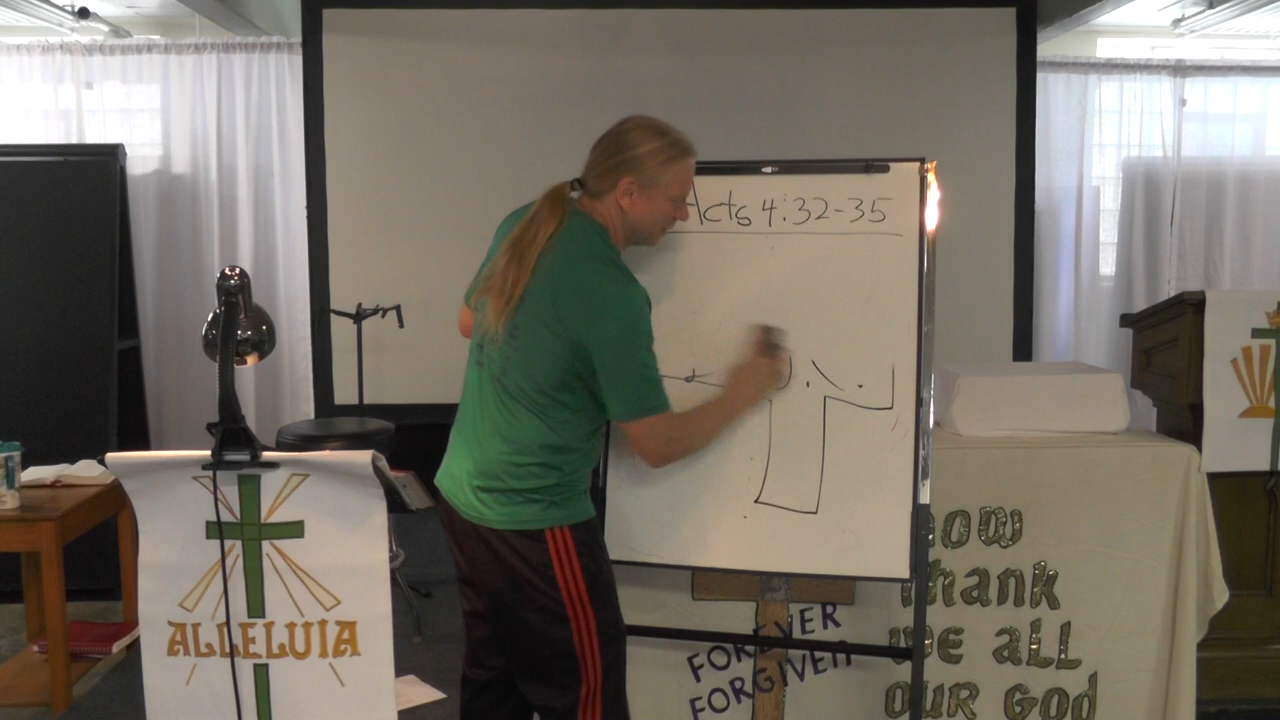 Acts 4:32-35
ALLELUIA
FOREVER
FORGIVEN
now
thank
we all
our God